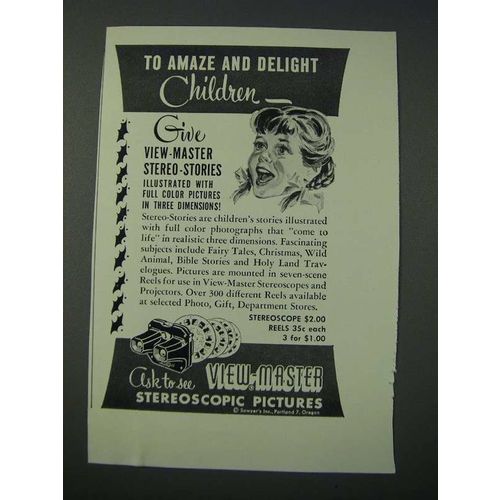 TO AMAZE AND DELIGHT
Children —
Give
VIEW-MASTER
STEREO-STORIES
ILLUSTRATED WITH
FULL COLOR PICTURES
IN THREE DIMENSIONS!
Stereo-Stories are children's stories illustrated
with full color photographs that "come to
life" in realistic three dimensions. Fascinating
subjects include Fairy Tales, Christmas, Wild
Animal, Bible Stories and Holy Land Trav-
elogues. Pictures are mounted in seven-scene
Reels for use in View-Master Stereoscopes and
Projectors. Over 300 different Reels available
at selected Photo, Gift, Department Stores.
STEREOSCOPE $2.00
REELS 35c each
3 for $1.00
Ask to see VIEW-MASTER
STEREOSCOPIC PICTURES
© Sawyer's Inc., Portland 7, Oregon